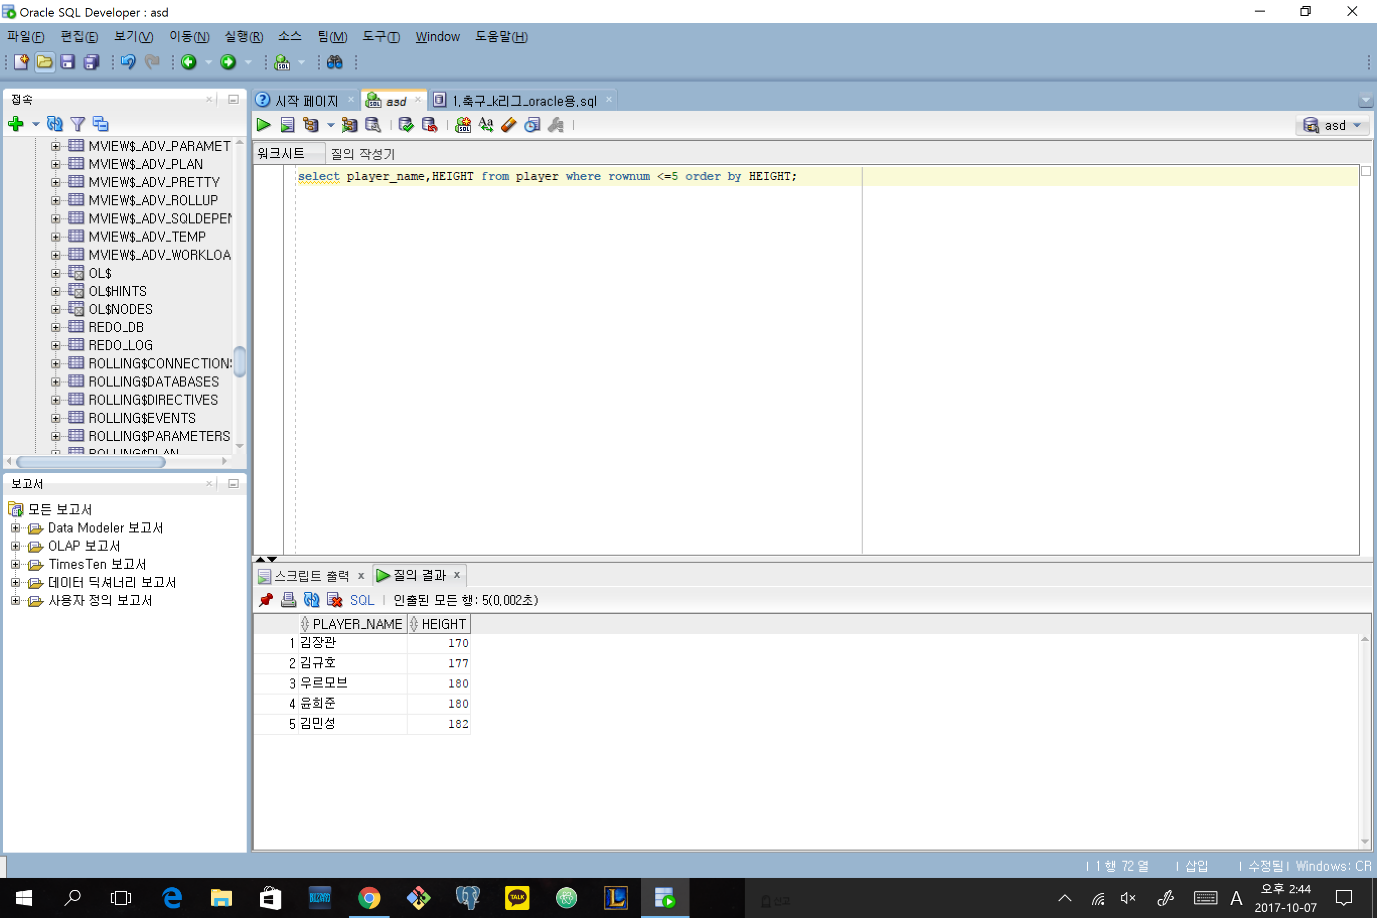 Oracle SQL Developer : asd
파일(F) 편집(E) 보기(V) 이동(N) 실행(R) 소스 팀(M) 도구(T) Window 도움말(H)
접속
MVIEW$_ADV_PARAMET
MVIEW$_ADV_PLAN
MVIEW$_ADV_PRETTY
MVIEW$_ADV_ROLLUP
MVIEW$_ADV_SQLDEPEN
MVIEW$_ADV_TEMP
MVIEW$_ADV_WORKLOA
OL$
OL$HINTS
OL$NODES
REDO_DB
REDO_LOG
ROLLING$CONNECTIONS
ROLLING$DATABASES
ROLLING$DIRECTIVES
ROLLING$EVENTS
ROLLING$PARAMETERS
ROLLING$PLAN
보고서
모든 보고서
Data Modeler 보고서
OLAP 보고서
TimesTen 보고서
데이터 딕셔너리 보고서
사용자 정의 보고서
시작 페이지 asd 1.축구_k리그_oracle용.sql
asd
워크시트 질의 작성기
select player_name,HEIGHT from player where rownum <=5 order by HEIGHT;
스크립트 출력 x 질의 결과 x
SQL | 인출된 모든 행: 5(0.002초)
PLAYER_NAME HEIGHT
1 김장관 170
2 김규호 177
3 우르모브 180
4 윤희준 180
5 김민성 182
1 행 72 열 | 삽입 | 수정됨 | Windows: CR
BLIZZARD
TALK
L
A
오후 2:44
2017-10-07